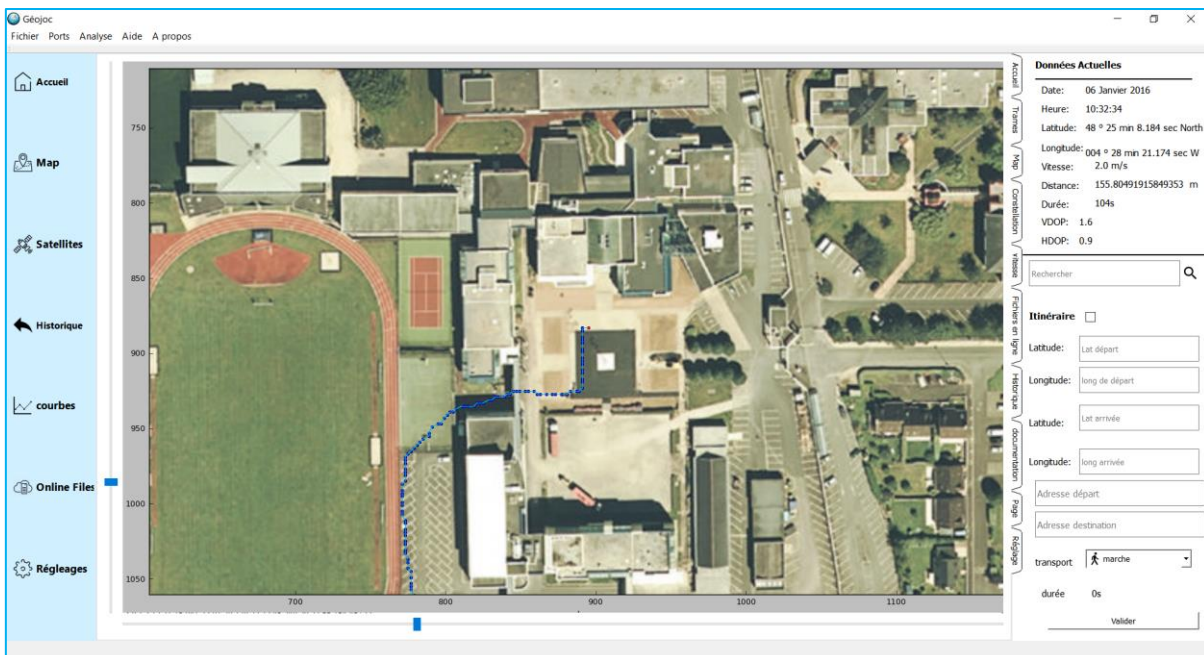 Géojoc
Fichier Ports Analyse Aide A propos
Accueil
Map
Satellites
Historique
courbes
Online Files
Régleages
750
800
850
900
950
1000
1050
700 800 900 1000 1100
Accueil
Trames
Map
Constellation
vitesse
Fichiers en ligne
Historique
documentation
Page
Réglage
Données Actuelles
Date: 06 Janvier 2016
Heure: 10:32:34
Latitude: 48 ° 25 min 8.184 sec North
Longitude: 004 ° 28 min 21.174 sec W
Vitesse: 2.0 m/s
Distance: 155.80491915849353 m
Durée: 104s
VDOP: 1.6
HDOP: 0.9
Rechercher
Itinéraire
Latitude: Lat départ
Longitude: long de départ
Latitude: Lat arrivée
Longitude: long arrivée
Adresse départ
Adresse destination
transport marche
durée 0s
Valider